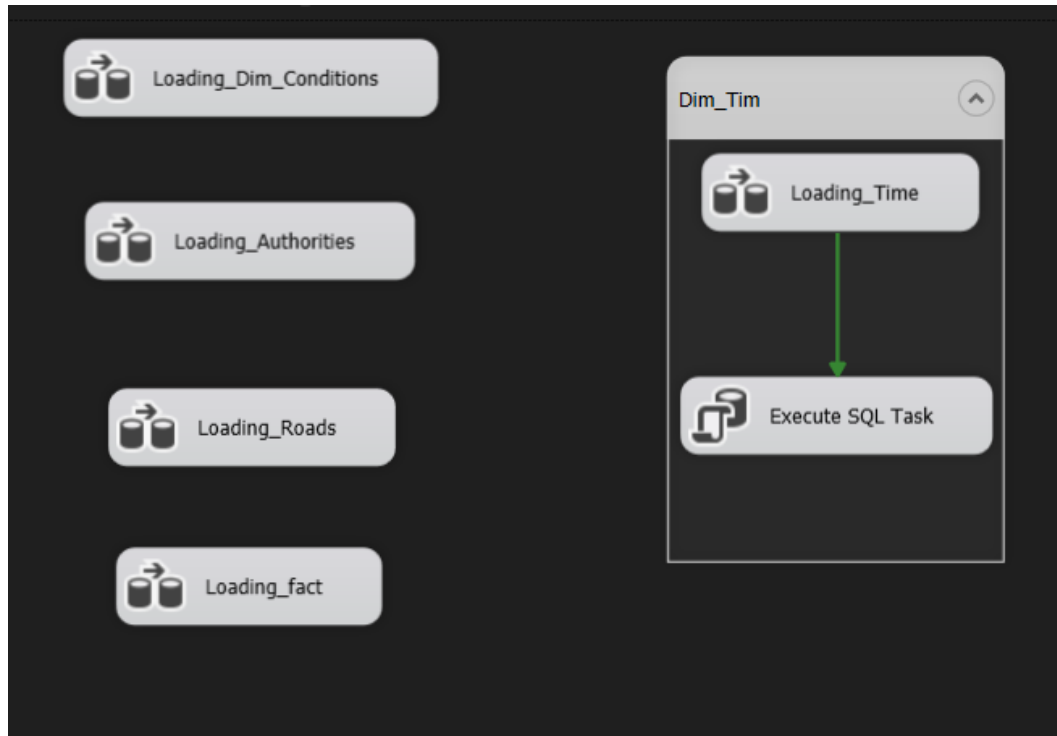 Loading_Dim_Conditions
Loading_Authorities
Loading_Roads
Loading_fact
Dim_Tim
Loading_Time
Execute SQL Task